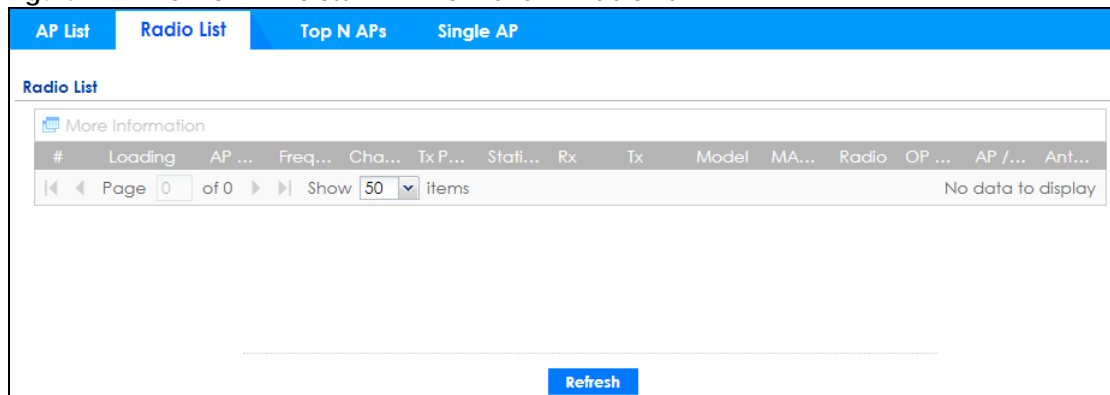 AP List Radio List Top N APs Single AP
Radio List
More Information
# Loading AP ... Freq... Cha... Tx P... Stati... Rx Tx Model MA... Radio OP ... AP /... Ant...
Page 0 of 0 Show 50 items No data to display
Refresh